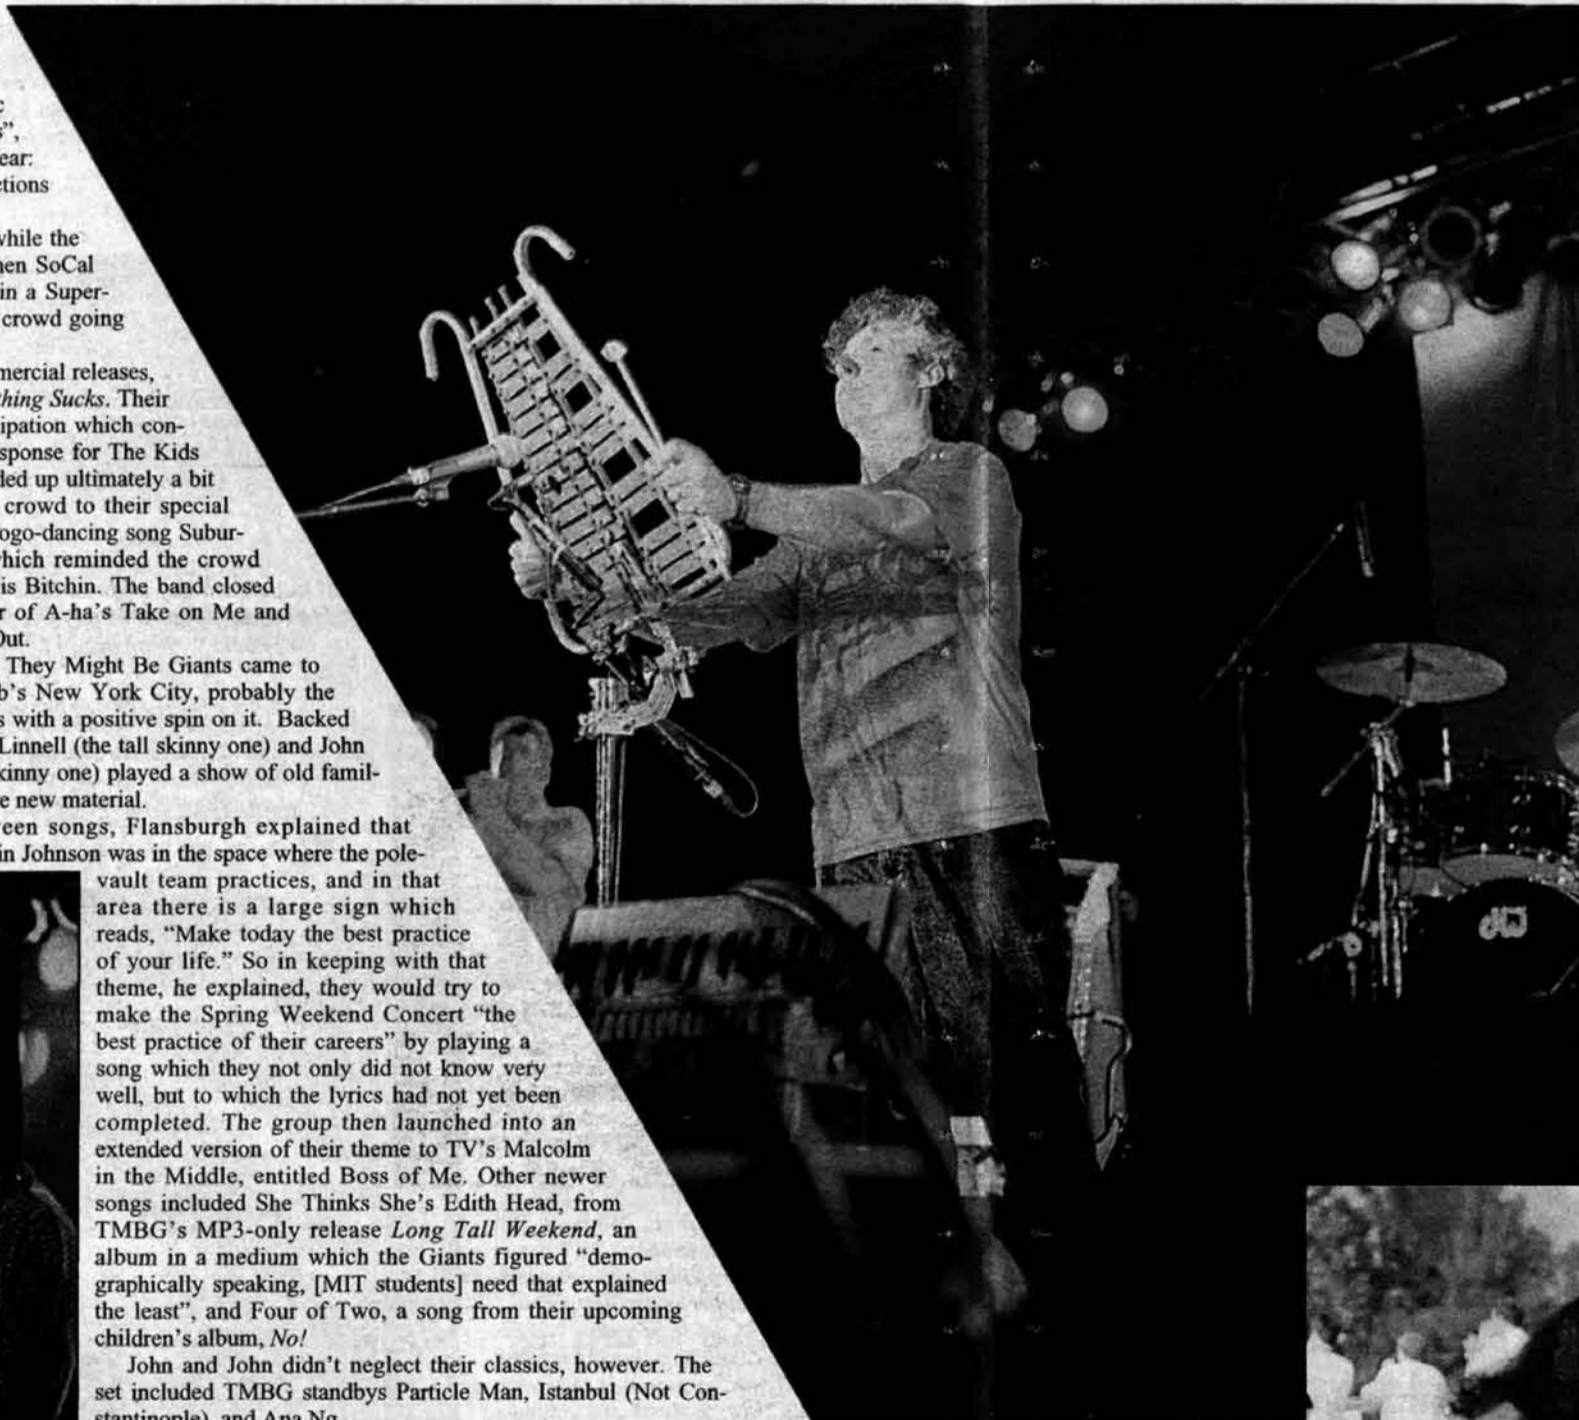 ear:
while the
SoCal
in a Super-
crowd going
releases,
Sucks. Their
which con-
for The Kids
up ultimately a bit
crowd to their special
song Subur-
which reminded the crowd
is Bitchin. The band closed
of A-ha's Take on Me and
Out.
They Might Be Giants came to
New York City, probably the
with a positive spin on it. Backed
Linnell (the tall skinny one) and John
skinny one) played a show of old famil-
new material.
songs, Flansburgh explained that
Johnson was in the space where the pole-
vault team practices, and in that
area there is a large sign which
reads, “Make today the best practice
of your life.” So in keeping with that
theme, he explained, they would try to
make the Spring Weekend Concert “the
best practice of their careers” by playing a
song which they not only did not know very
well, but to which the lyrics had not yet been
completed. The group then launched into an
extended version of their theme to TV's Malcolm
in the Middle, entitled Boss of Me. Other newer
songs included She Thinks She's Edith Head, from
TMBG's MP3-only release Long Tall Weekend, an
album in a medium which the Giants figured “demo-
graphically speaking, [MIT students] need that explained
the least”, and Four of Two, a song from their upcoming
children's album, No!
John and John didn't neglect their classics, however. The
set included TMBG standbys Particle Man, Istanbul (Not Con-
stantinople), and Ana Ng.